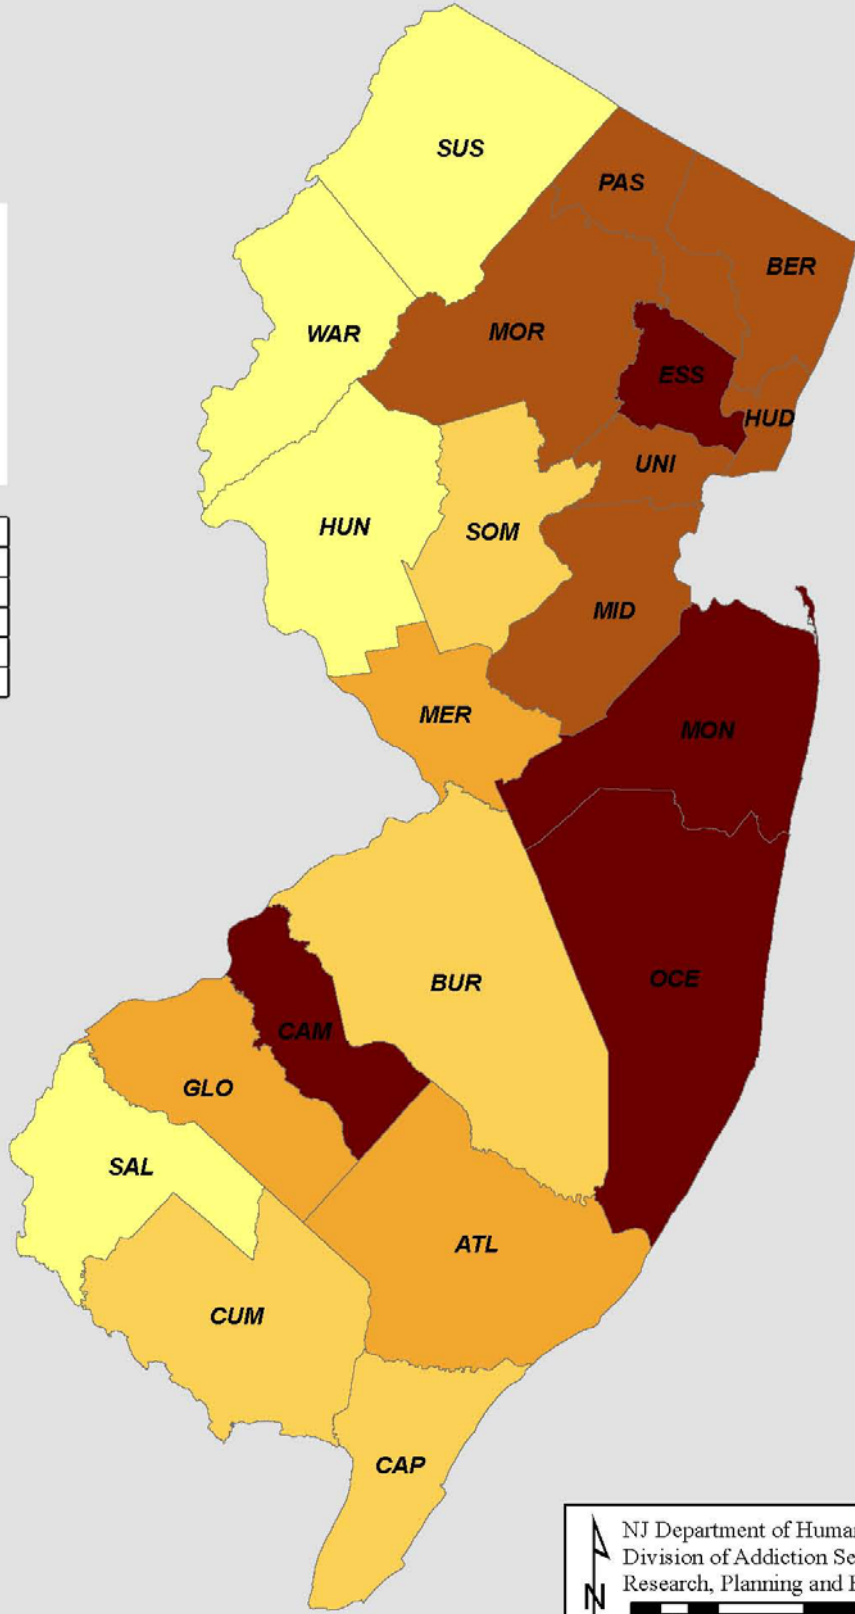 SUS
PAS
BER
WAR
MOR
ESS
HUD
UNI
HUN
SOM
MID
MER
MON
BUR
OCE
CAM
GLO
SAL
ATL
CUM
CAP
NJ Department of Human
Division of Addiction Se
Research, Planning and
N